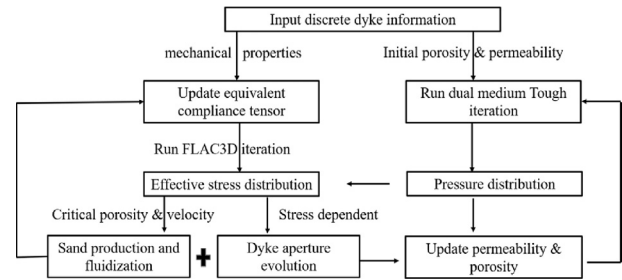 Input discrete dyke information
mechanical properties
Initial porosity & permeability
Update equivalent
compliance tensor
Run dual medium Tough
iteration
Run FLAC3D iteration
Effective stress distribution
Pressure distribution
Critical porosity & velocity
Stress dependent
Sand production and
fluidization
+
Dyke aperture
evolution
Update permeability &
porosity